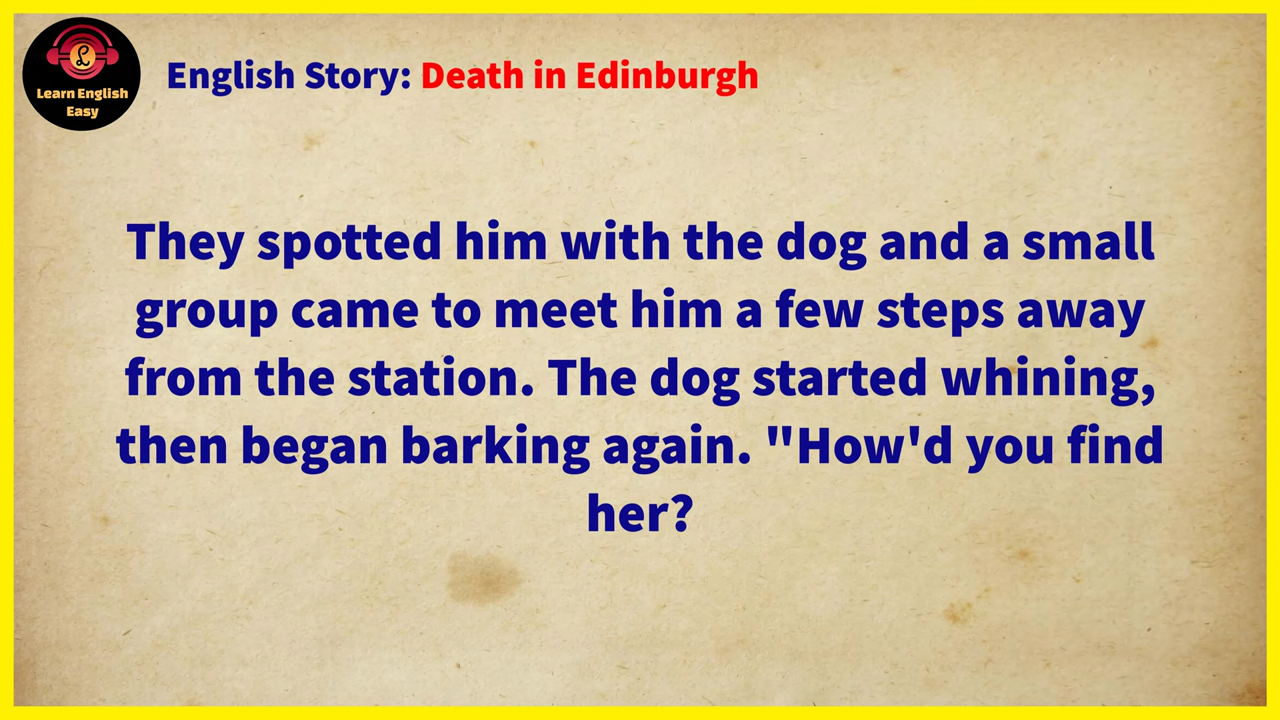 Learn English
Easy
English Story: Death in Edinburgh
They spotted him with the dog and a small
group came to meet him a few steps away
from the station. The dog started whining,
then began barking again. "How'd you find
her?